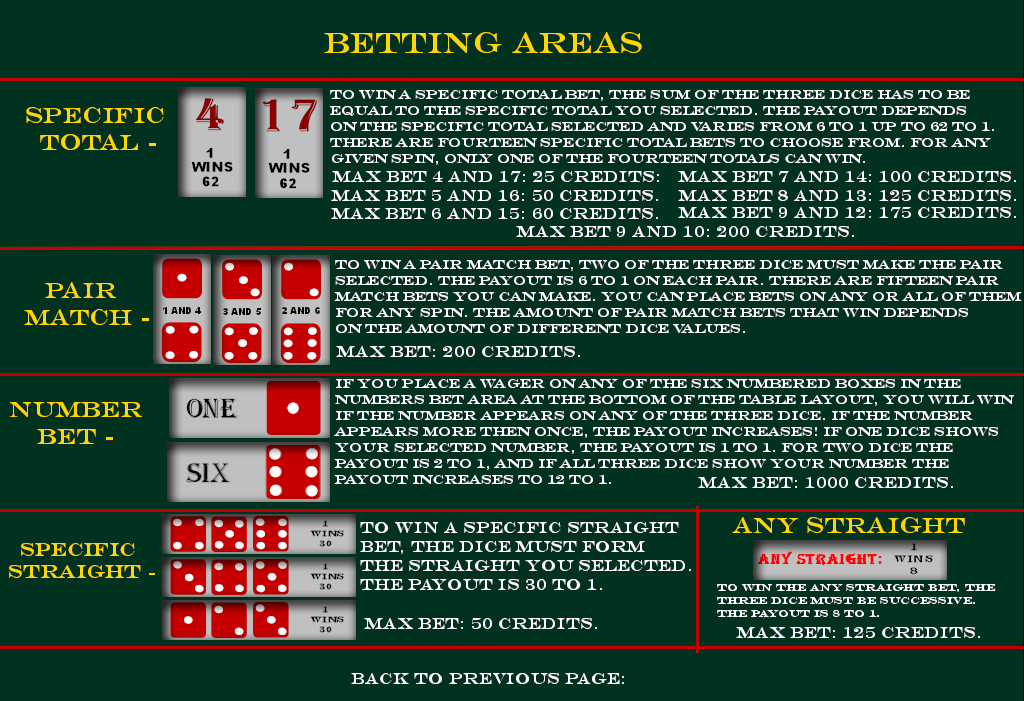 BETTING AREAS
SPECIFIC
TOTAL -
4
1
WINS
62
17
1
WINS
62
TO WIN A SPECIFIC TOTAL BET, THE SUM OF THE THREE DICE HAS TO BE
EQUAL TO THE SPECIFIC TOTAL YOU SELECTED. THE PAYOUT DEPENDS
ON THE SPECIFIC TOTAL SELECTED AND VARIES FROM 6 TO 1 UP TO 62 TO 1.
THERE ARE FOURTEEN SPECIFIC TOTAL BETS TO CHOOSE FROM. FOR ANY
GIVEN SPIN, ONLY ONE OF THE FOURTEEN TOTALS CAN WIN.
MAX BET 4 AND 17: 25 CREDITS: MAX BET 7 AND 14: 100 CREDITS.
MAX BET 5 AND 16: 50 CREDITS. MAX BET 8 AND 13: 125 CREDITS.
MAX BET 6 AND 15: 60 CREDITS. MAX BET 9 AND 12: 175 CREDITS.
MAX BET 9 AND 10: 200 CREDITS.
PAIR
MATCH -
1 AND 4
3 AND 5
2 AND 6
TO WIN A PAIR MATCH BET, TWO OF THE THREE DICE MUST MAKE THE PAIR
SELECTED. THE PAYOUT IS 6 TO 1 ON EACH PAIR. THERE ARE FIFTEEN PAIR
MATCH BETS YOU CAN MAKE. YOU CAN PLACE BETS ON ANY OR ALL OF THEM
FOR ANY SPIN. THE AMOUNT OF PAIR MATCH BETS THAT WIN DEPENDS
ON THE AMOUNT OF DIFFERENT DICE VALUES.
MAX BET: 200 CREDITS.
NUMBER
BET -
ONE
SIX
IF YOU PLACE A WAGER ON ANY OF THE SIX NUMBERED BOXES IN THE
NUMBERS BET AREA AT THE BOTTOM OF THE TABLE LAYOUT, YOU WILL WIN
IF THE NUMBER APPEARS ON ANY OF THE THREE DICE. IF THE NUMBER
APPEARS MORE THEN ONCE, THE PAYOUT INCREASES! IF ONE DICE SHOWS
YOUR SELECTED NUMBER, THE PAYOUT IS 1 TO 1. FOR TWO DICE THE
PAYOUT IS 2 TO 1, AND IF ALL THREE DICE SHOW YOUR NUMBER THE
PAYOUT INCREASES TO 12 TO 1. MAX BET: 1000 CREDITS.
SPECIFIC
STRAIGHT -
1
WINS
30
1
WINS
30
1
WINS
30
TO WIN A SPECIFIC STRAIGHT
BET, THE DICE MUST FORM
THE STRAIGHT YOU SELECTED.
THE PAYOUT IS 30 TO 1.
MAX BET: 50 CREDITS.
ANY STRAIGHT
ANY STRAIGHT:
1
WINS
8
TO WIN THE ANY STRAIGHT BET, THE
THREE DICE MUST BE SUCCESSIVE.
THE PAYOUT IS 8 TO 1.
MAX BET: 125 CREDITS.
BACK TO PREVIOUS PAGE: